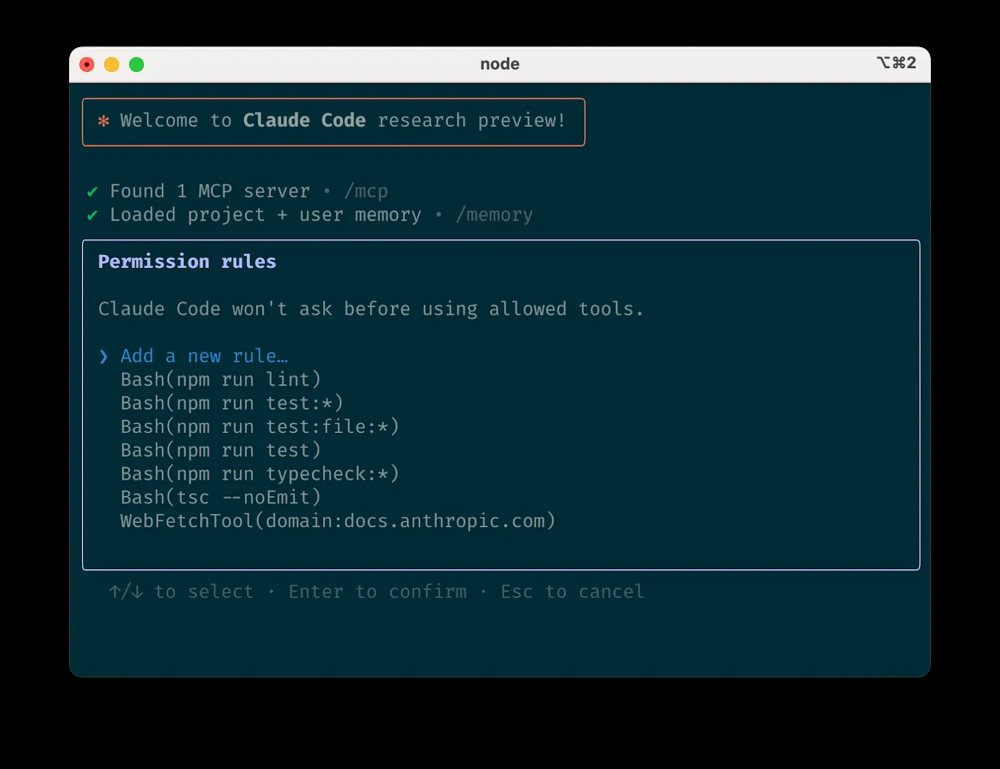 node
⌥⌘2
✻ Welcome to Claude Code research preview!
✔ Found 1 MCP server • /mcp
✔ Loaded project + user memory • /memory
Permission rules
Claude Code won't ask before using allowed tools.
❯ Add a new rule…
Bash(npm run lint)
Bash(npm run test:*)
Bash(npm run test:file:*)
Bash(npm run test)
Bash(npm run typecheck:*)
Bash(tsc --noEmit)
WebFetchTool(domain:docs.anthropic.com)
↑/↓ to select · Enter to confirm · Esc to cancel